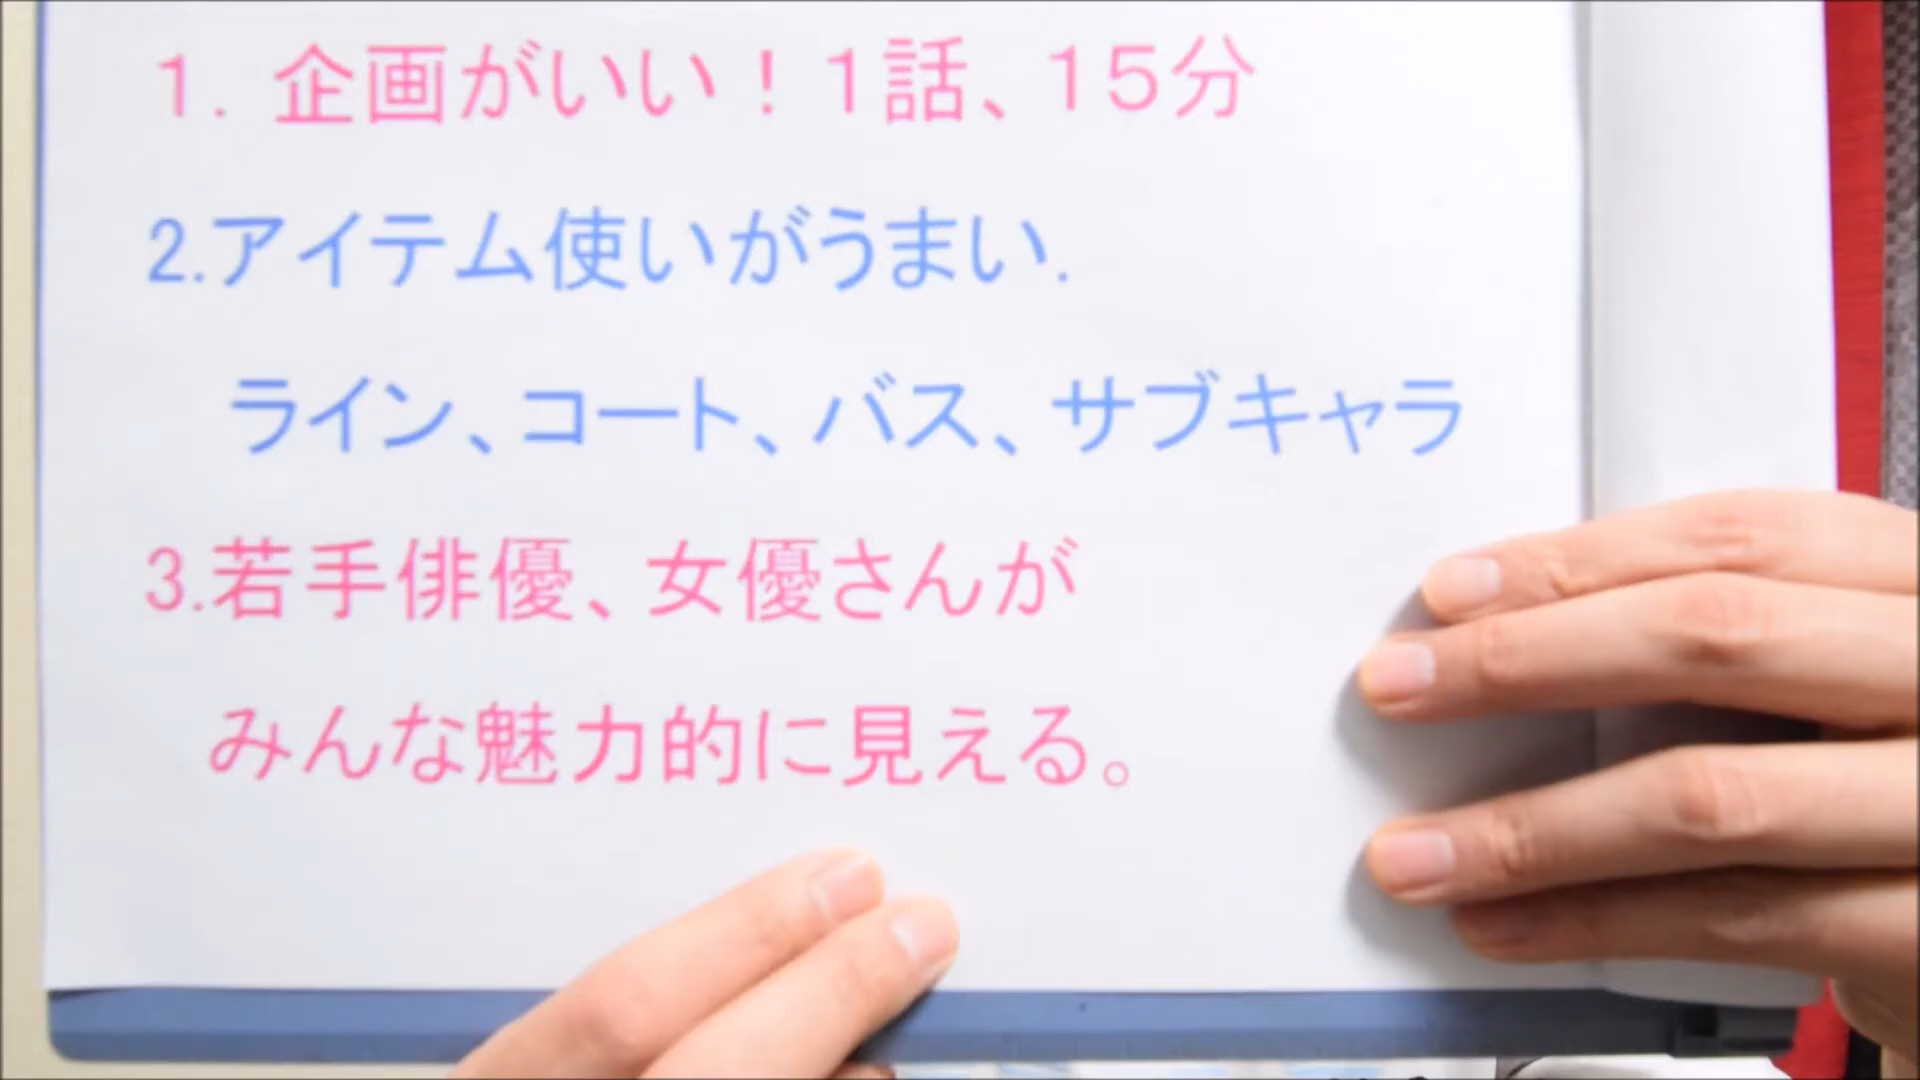 1. 企画がいい！１話、１５分
2.アイテム使いがうまい.
ライン、コート、バス、サブキャラ
3.若手俳優、女優さんが
みんな魅力的に見える。